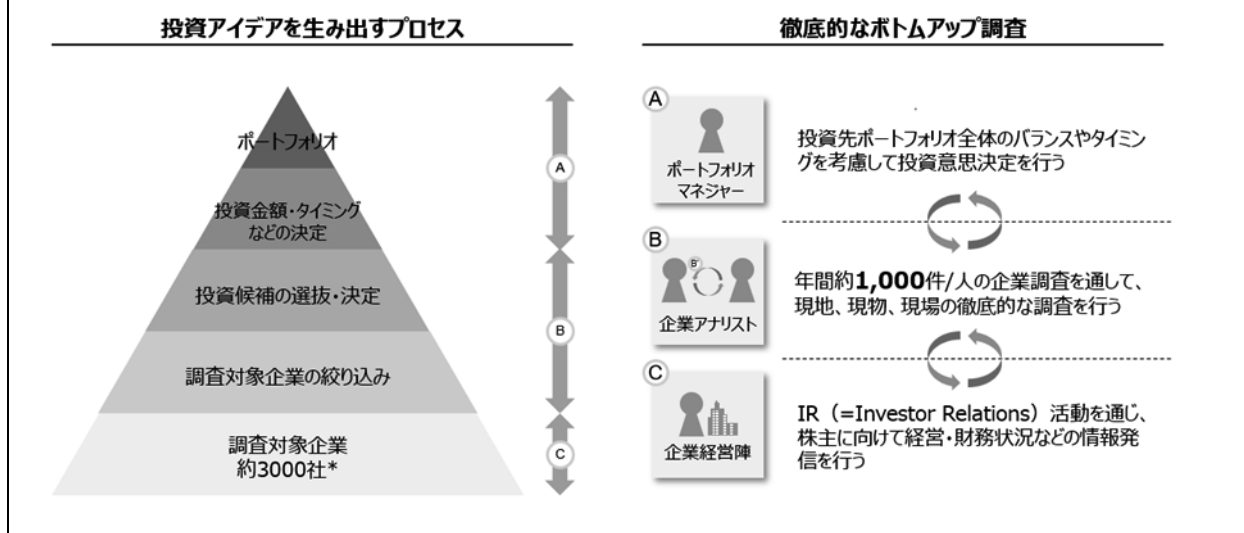 投資アイデアを生み出すプロセス
ポートフォリオ
投資金額・タイミング
などの決定
投資候補の選抜・決定
調査対象企業の絞り込み
調査対象企業
約3000社*
A
B
C
徹底的なボトムアップ調査
A
ポートフォリオ
マネジャー
投資先ポートフォリオ全体のバランスやタイミン
グを考慮して投資意思決定を行う
B
B'
企業アナリスト
年間約1,000件/人の企業調査を通して、
現地、現物、現場の徹底的な調査を行う
C
企業経営陣
IR（=Investor Relations）活動を通じ、
株主に向けて経営・財務状況などの情報発
信を行う